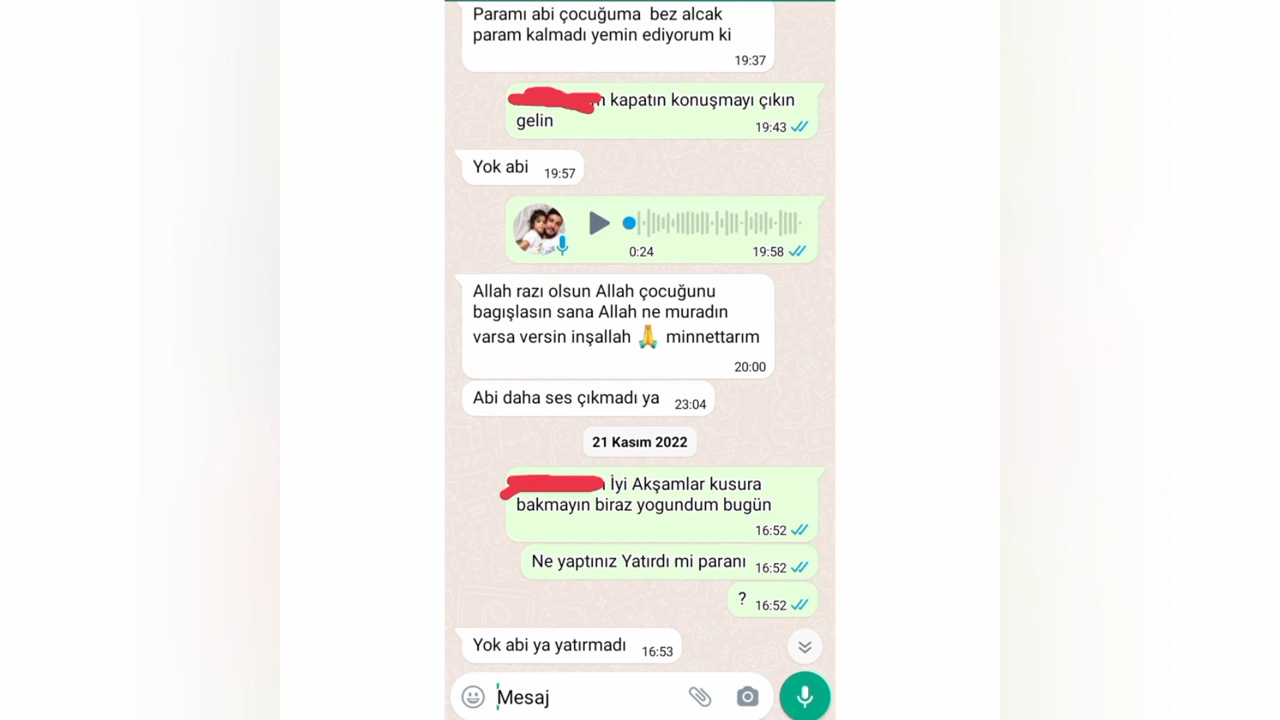 Paramı abi çocuğuma bez alcak
param kalmadı yemin ediyorum ki
19:37
kapatın konuşmayı çıkın
gelin
19:43
Yok abi 19:57
0:24 19:58
Allah razı olsun Allah çocuğunu
bagışlasın sana Allah ne muradın
varsa versin inşallah 🙏 minnettarım
20:00
Abi daha ses çıkmadı ya 23:04
21 Kasım 2022
İyi Akşamlar kusura
bakmayın biraz yogundum bugün
16:52
Ne yaptınız Yatırdı mi paranı 16:52
? 16:52
Yok abi ya yatırmadı 16:53
Mesaj